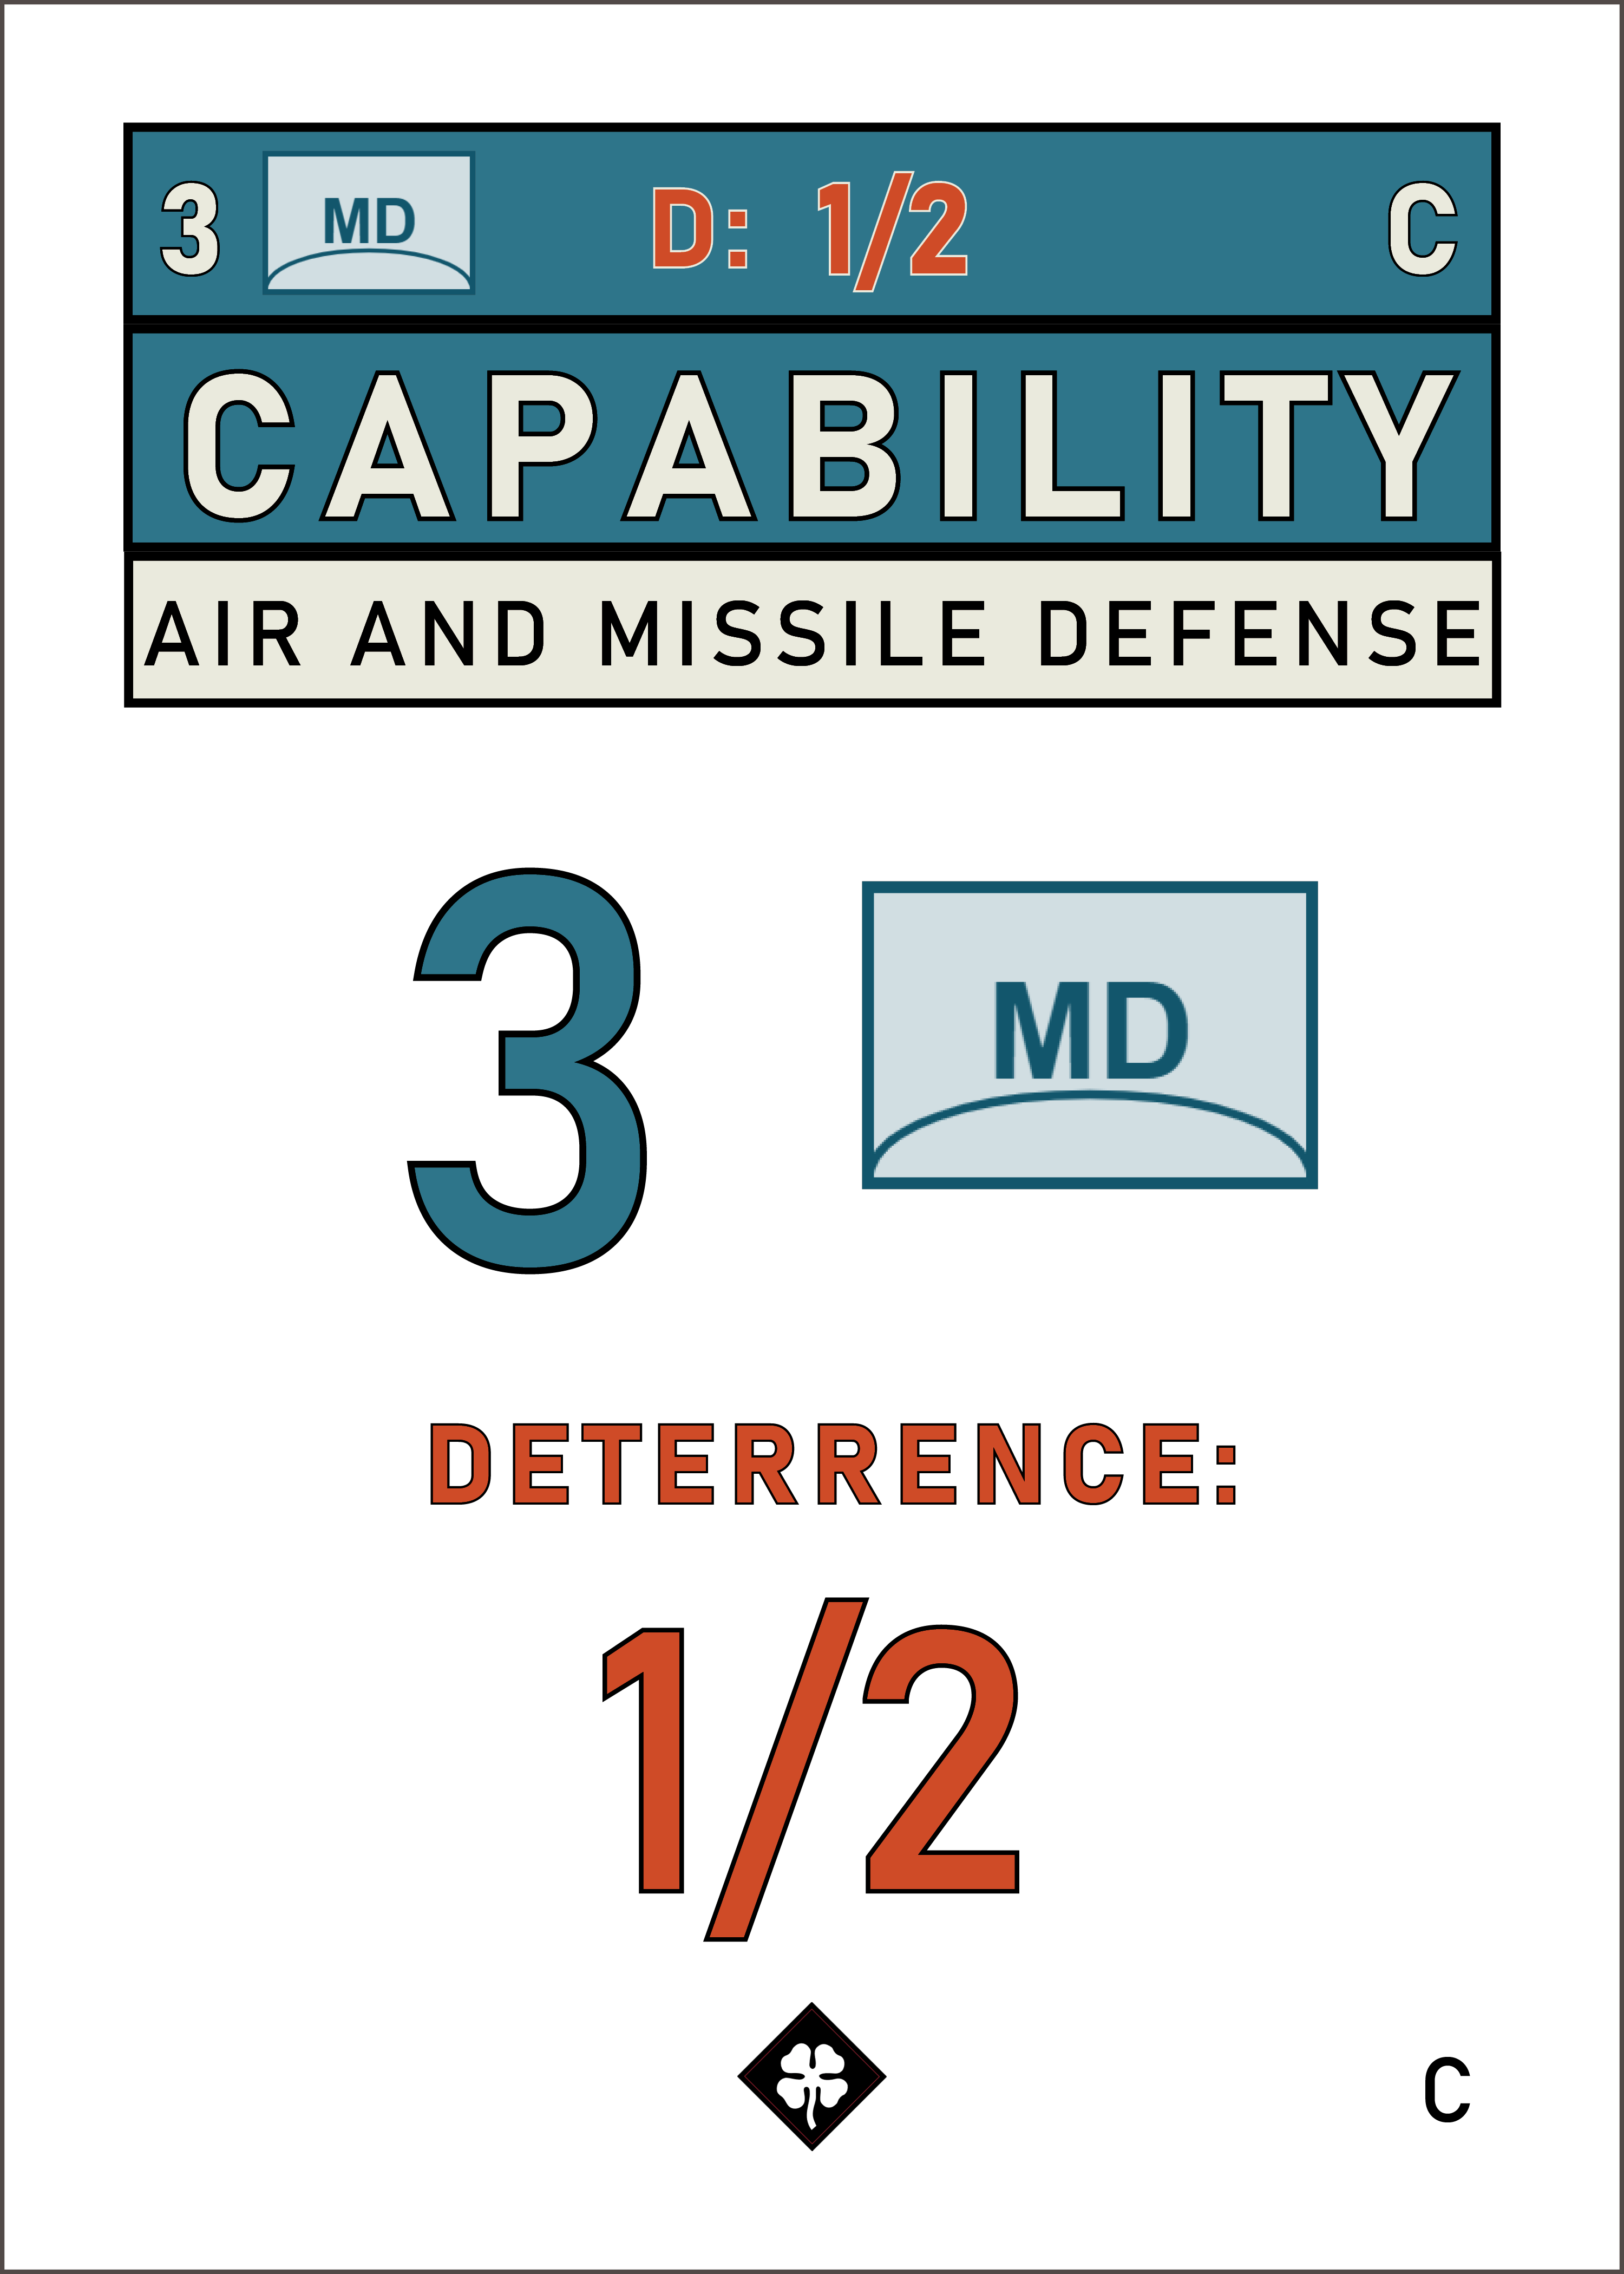 3 MD D: 1/2 C
CAPABILITY
AIR AND MISSILE DEFENSE
3 MD
DETERRENCE:
1/2
C